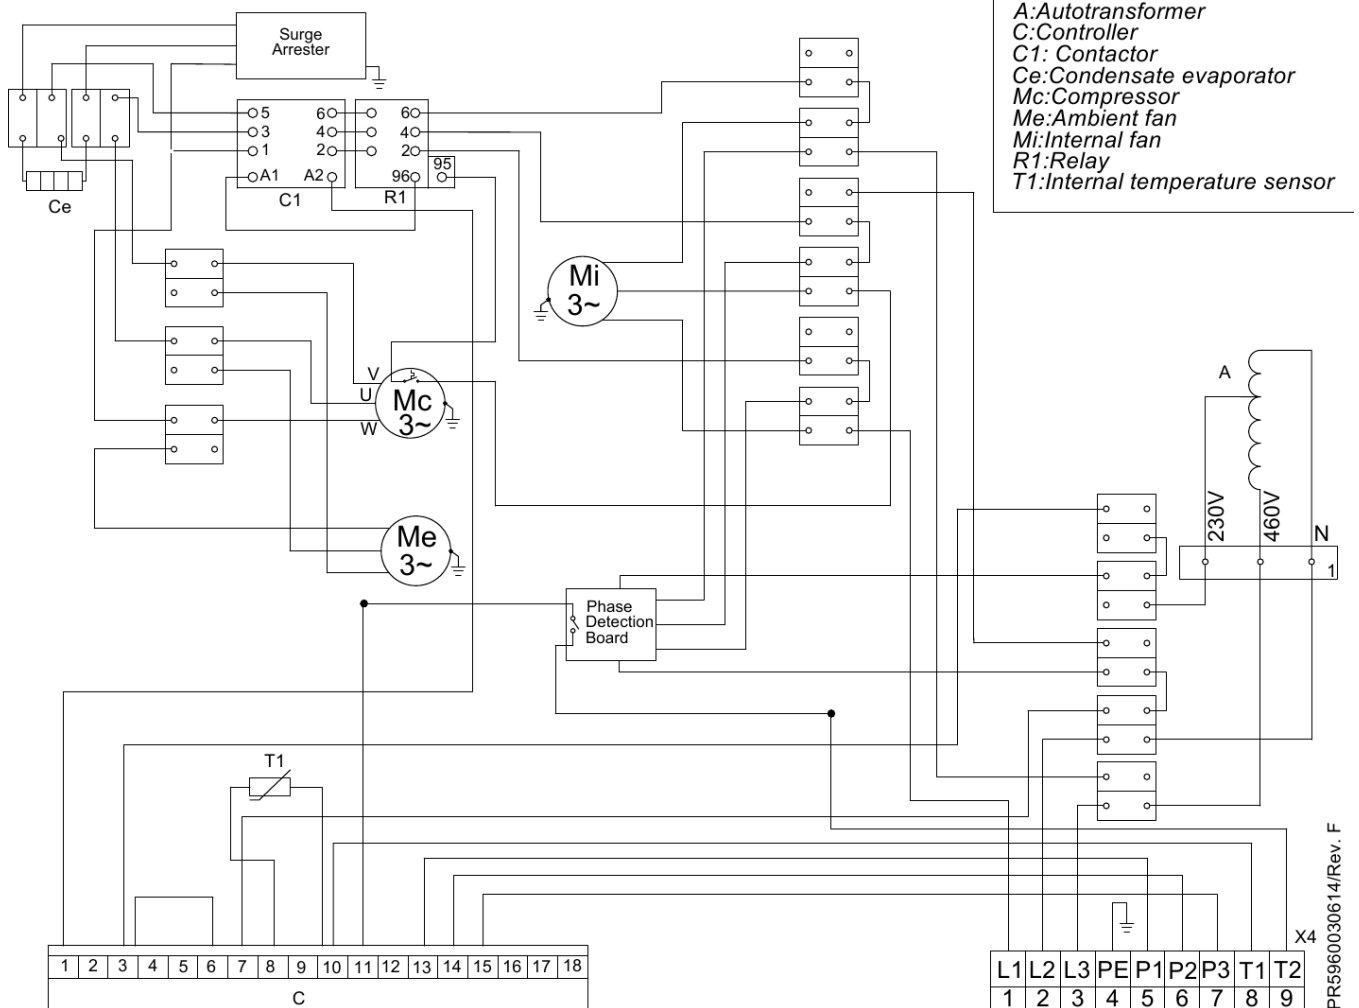 A:Autotransformer
C:Controller
C1: Contactor
Ce:Condensate evaporator
Mc:Compressor
Me:Ambient fan
Mi:Internal fan
R1:Relay
T1:Internal temperature sensor
Surge
Arrester
5 6 6
3 4 4
1 2 2
95
A1 A2 96
C1 R1
Ce
Mi
3~
V
U
W
Mc
3~
A
230V
460V
N
1
Me
3~
Phase
Detection
Board
T1
X4
1 2 3 4 5 6 7 8 9 10 11 12 13 14 15 16 17 18
C
L1 L2 L3 PE P1 P2 P3 T1 T2
1 2 3 4 5 6 7 8 9
PR5960030614/Rev. F